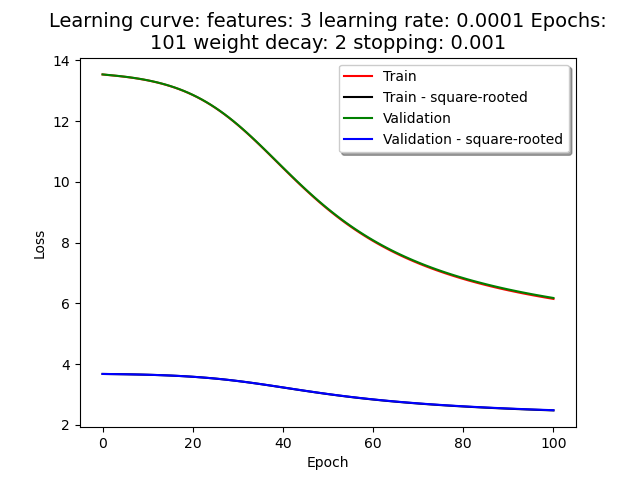 Learning curve: features: 3 learning rate: 0.0001 Epochs:
101 weight decay: 2 stopping: 0.001
14
12
10
8
6
4
2
Loss
Train
Train - square-rooted
Validation
Validation - square-rooted
0 20 40 60 80 100
Epoch